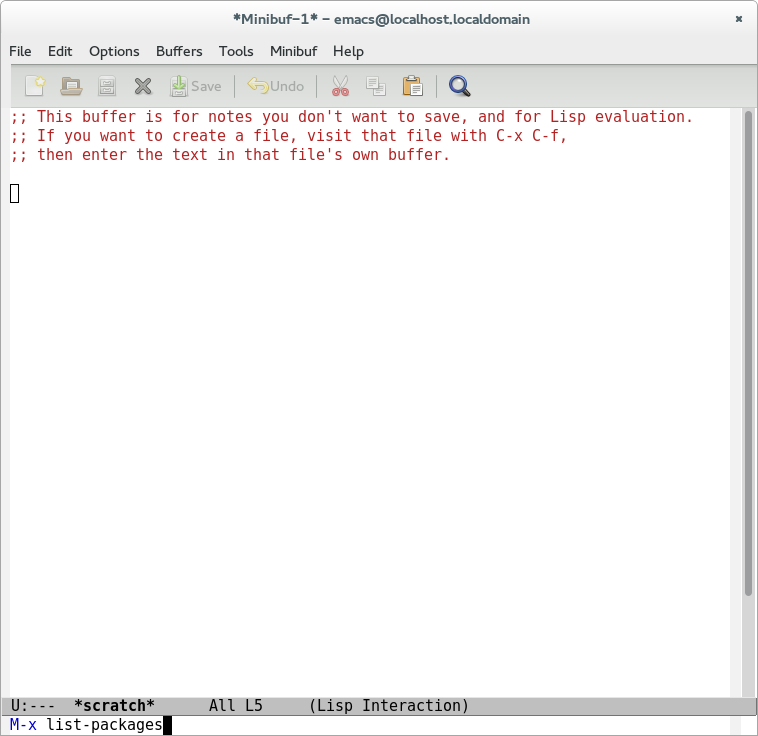 *Minibuf-1* - emacs@localhost.localdomain
File Edit Options Buffers Tools Minibuf Help
Save Undo
;; This buffer is for notes you don't want to save, and for Lisp evaluation.
;; If you want to create a file, visit that file with C-x C-f,
;; then enter the text in that file's own buffer.
U:--- *scratch* All L5 (Lisp Interaction)
M-x list-packages